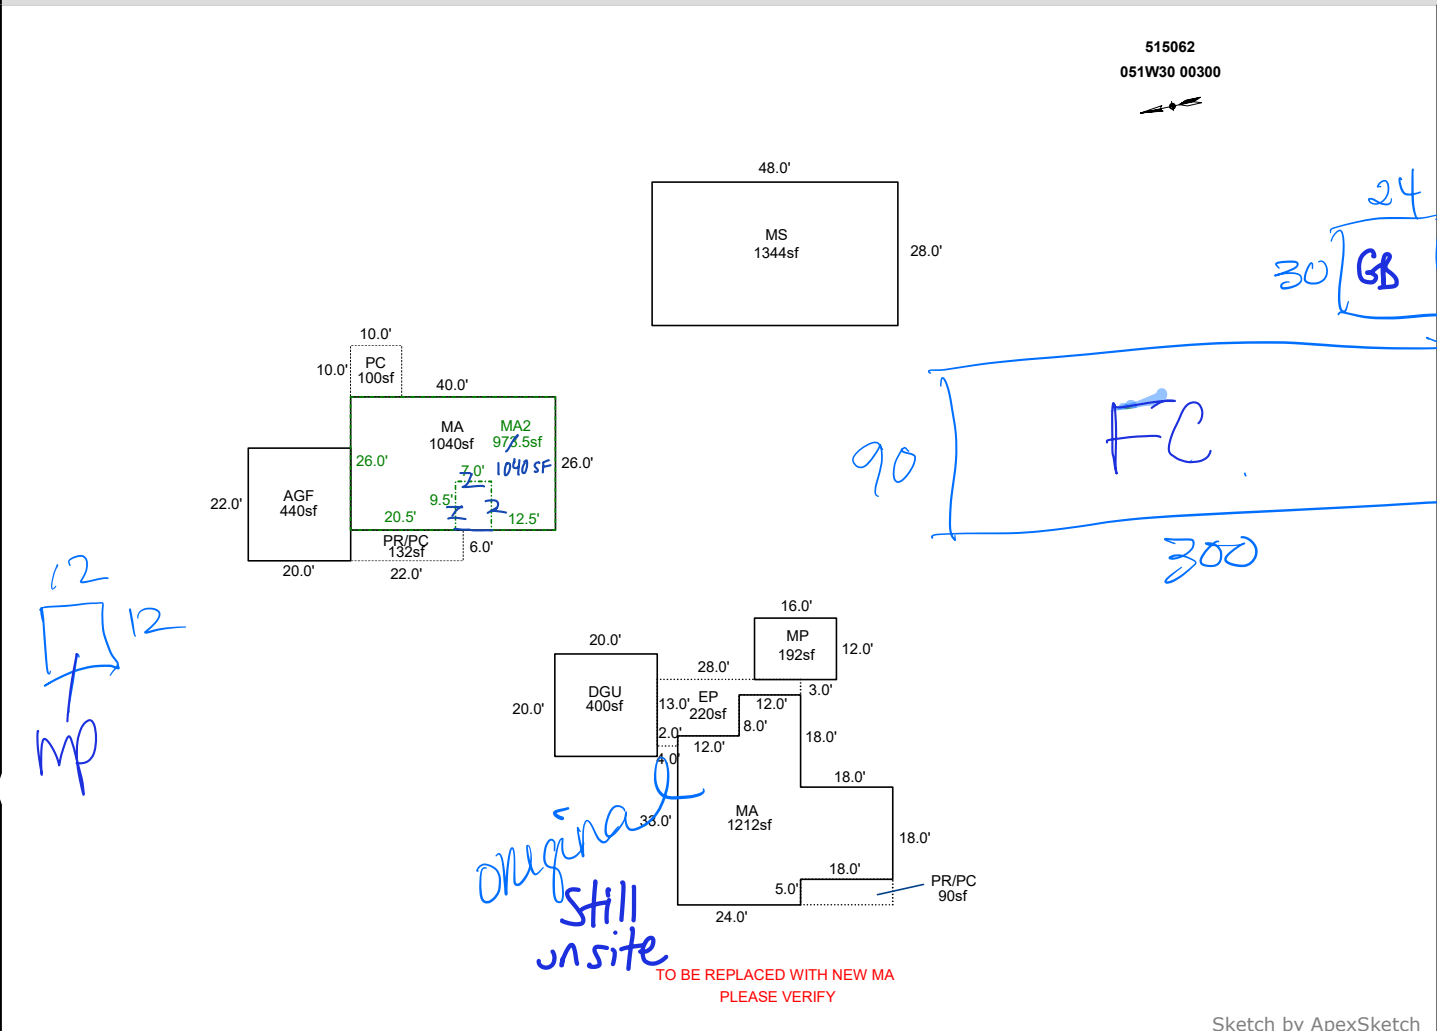 515062
051W30 00300
48.0'
MS
1344sf
28.0'
24
30
GB
10.0'
10.0'
PC
100sf
40.0'
MA
1040sf
MA2
973.5sf
1040 SF
26.0'
7.0'
26.0'
9.5'
20.5'
12.5'
22.0'
AGF
440sf
20.0'
PR/PC
132sf
6.0'
22.0'
90
FC
300
12
12
MP
16.0'
MP
192sf
12.0'
20.0'
28.0'
3.0'
DGU
400sf
20.0'
13.0'
EP
220sf
12.0'
8.0'
2.0'
12.0'
4.0'
18.0'
18.0'
MA
1212sf
33.0'
18.0'
18.0'
5.0'
PR/PC
90sf
24.0'
original
Still
onsite
TO BE REPLACED WITH NEW MA
PLEASE VERIFY
Sketch by ApexSketch